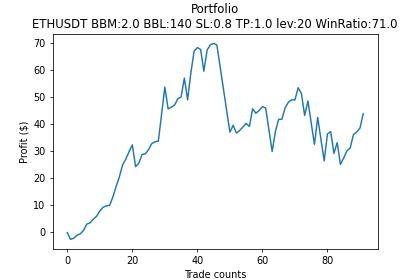 Portfolio
ETHUSDT BBM:2.0 BBL:140 SL:0.8 TP:1.0 lev:20 WinRatio:71.0
70
60
50
40
30
20
10
0
Profit ($)
0 20 40 60 80
Trade counts